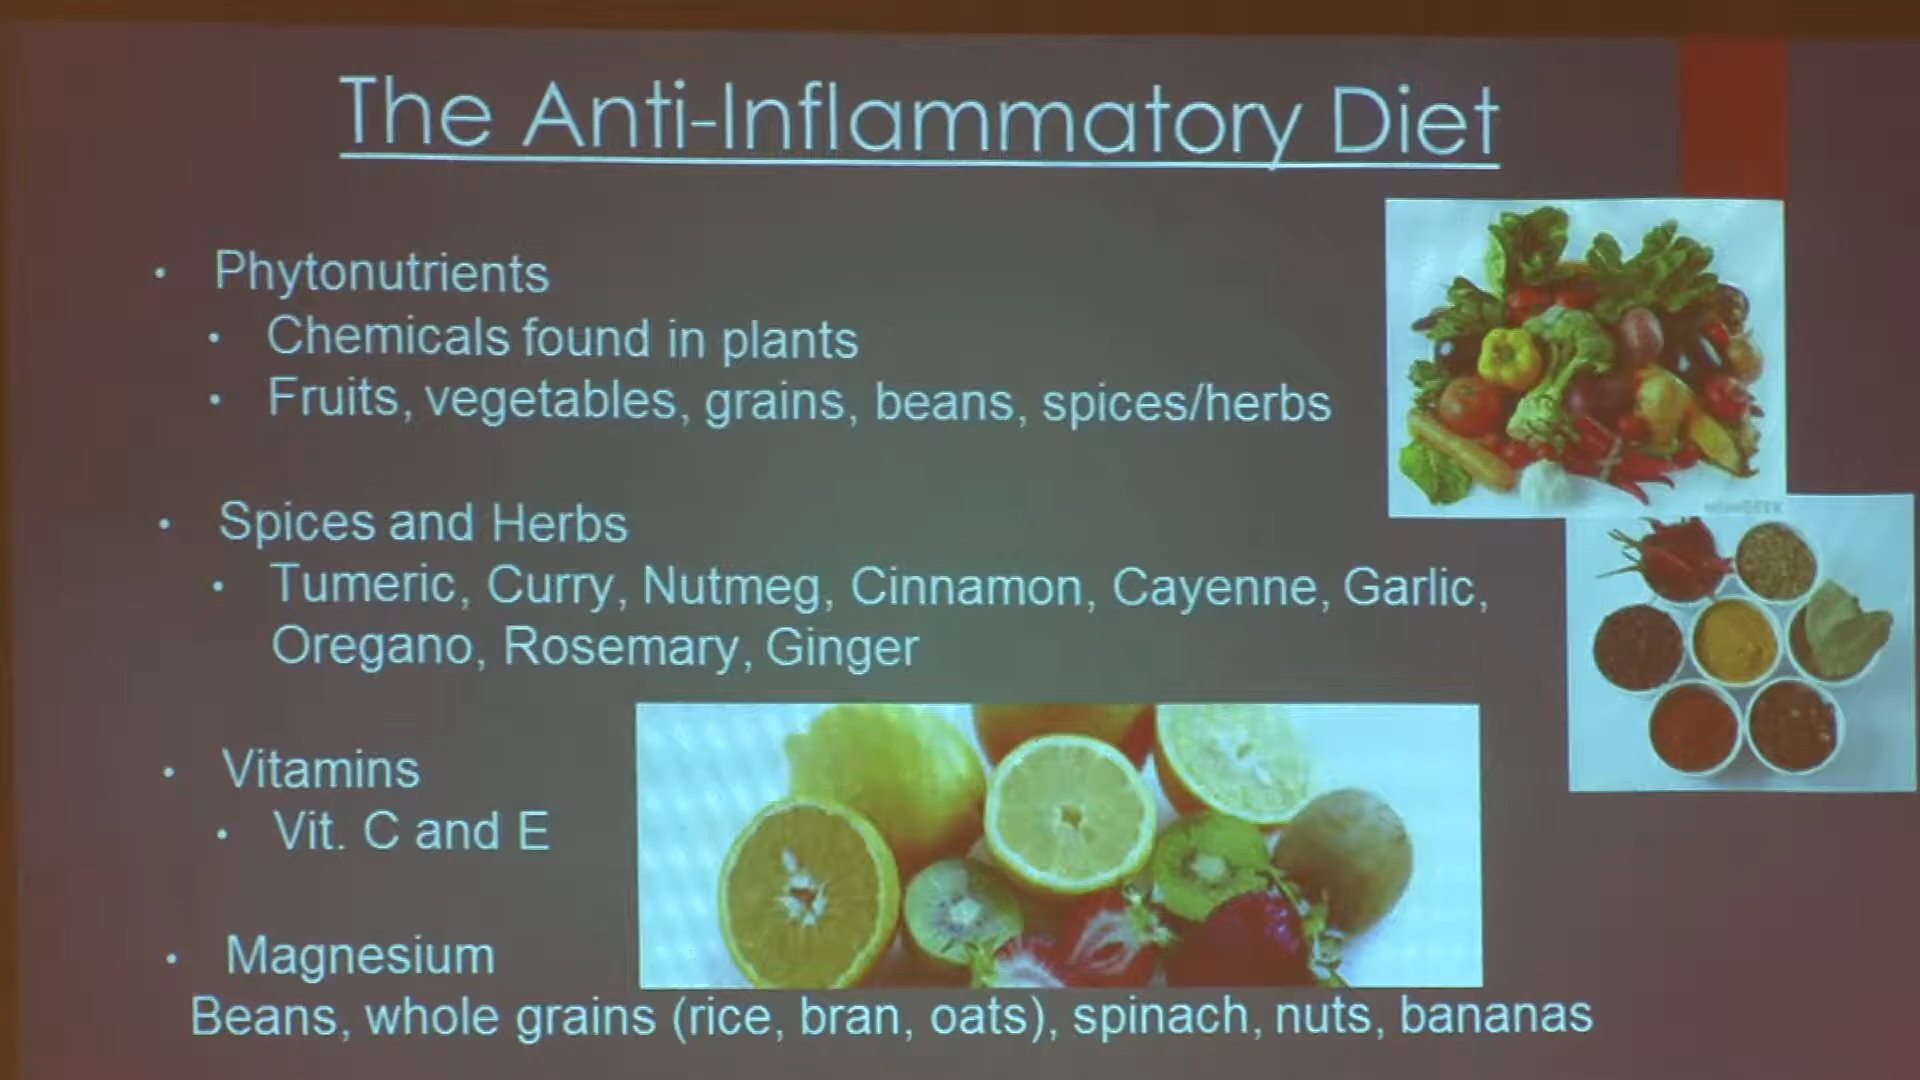 The Anti-Inflammatory Diet
• Phytonutrients
• Chemicals found in plants
• Fruits, vegetables, grains, beans, spices/herbs
• Spices and Herbs
• Tumeric, Curry, Nutmeg, Cinnamon, Cayenne, Garlic,
Oregano, Rosemary, Ginger
• Vitamins
• Vit. C and E
• Magnesium
Beans, whole grains (rice, bran, oats), spinach, nuts, bananas